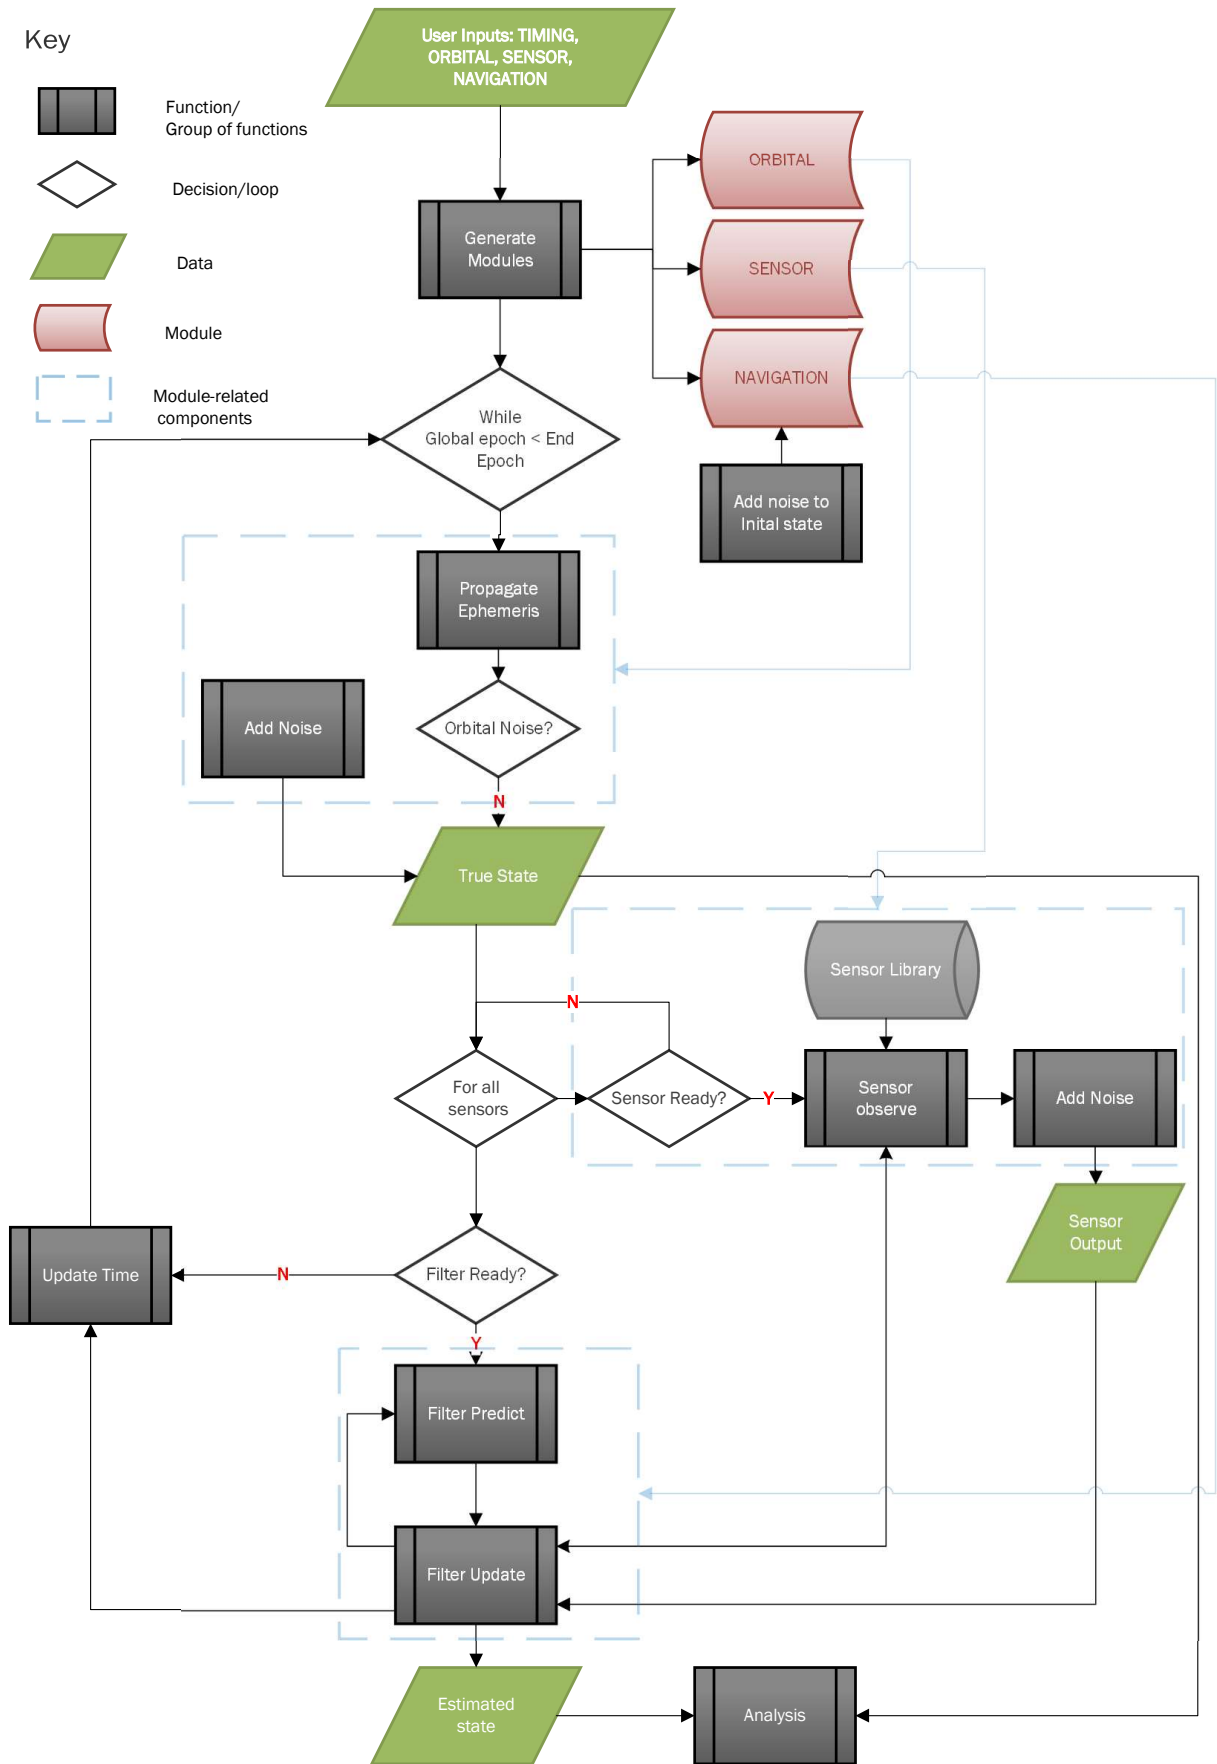 Key
Function/
Group of functions
Decision/loop
Data
Module
Module-related
components
User Inputs: TIMING,
ORBITAL, SENSOR,
NAVIGATION
Generate
Modules
ORBITAL
SENSOR
NAVIGATION
Add noise to
Inital state
While
Global epoch < End
Epoch
Propagate
Ephemeris
Orbital Noise?
Add Noise
N
True State
Sensor Library
N
For all
sensors
Sensor Ready?
Y
Sensor
observe
Add Noise
Sensor
Output
Update Time
N
Filter Ready?
Y
Filter Predict
Filter Update
Estimated
state
Analysis